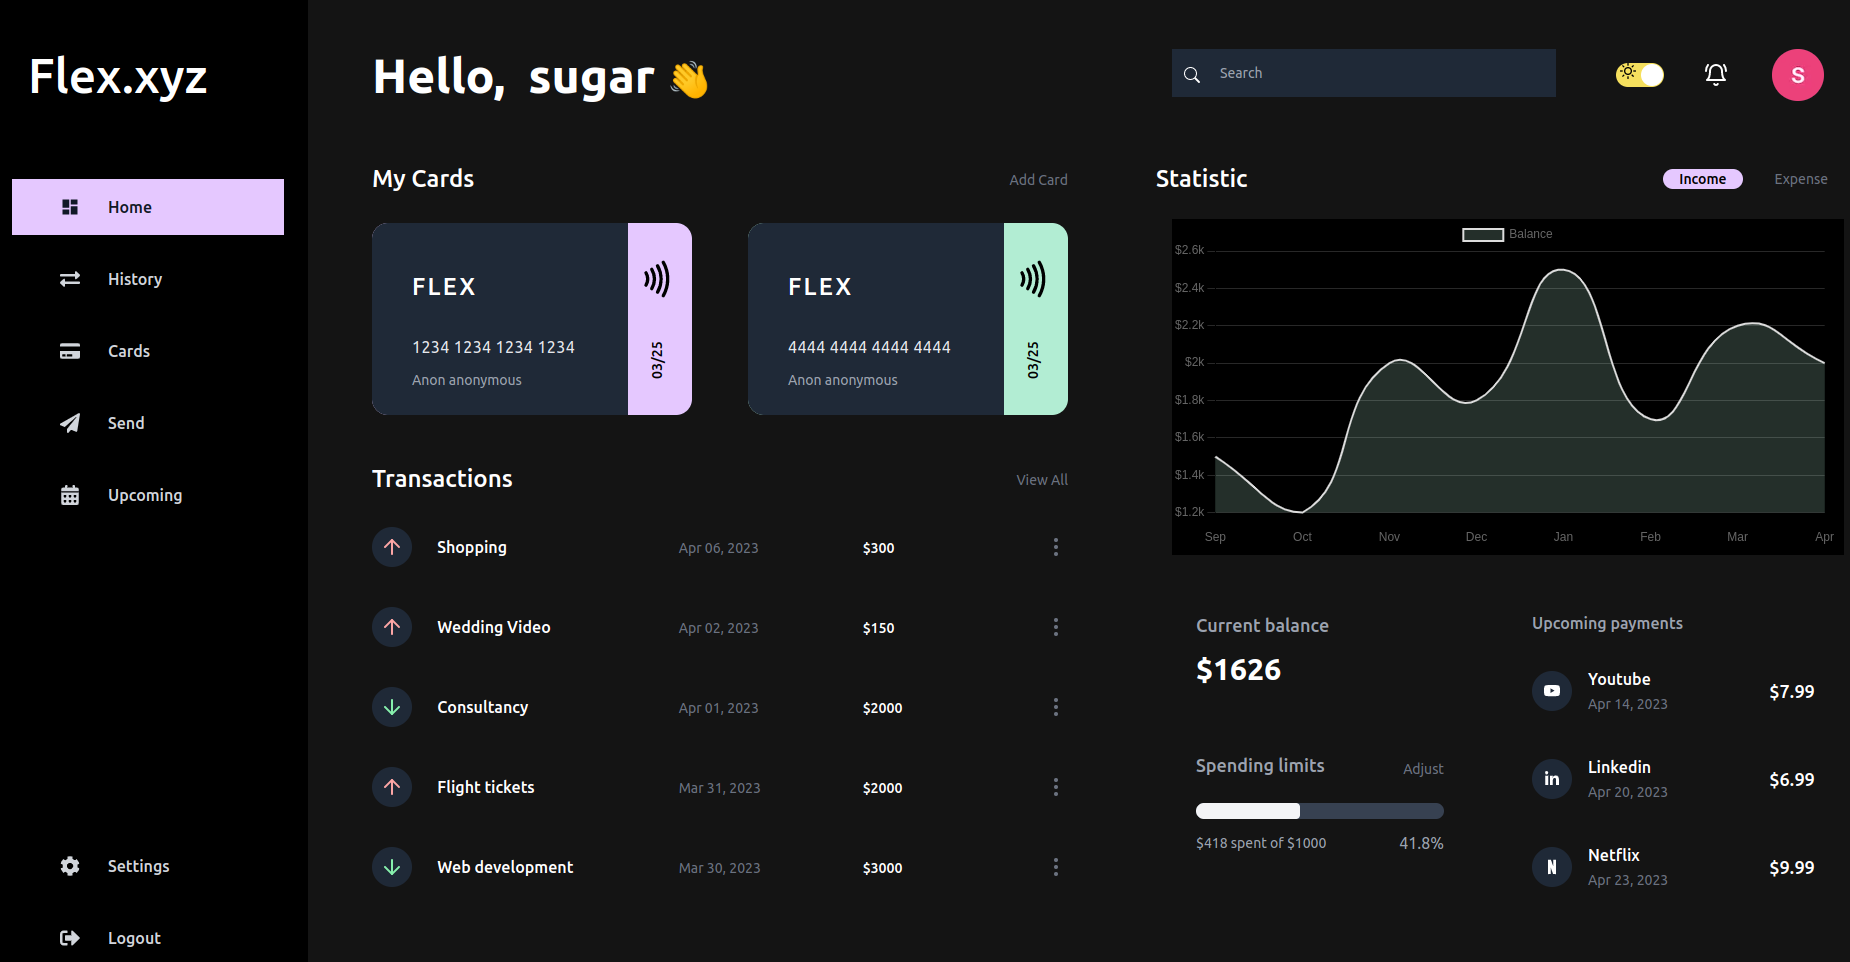 Flex.xyz
Home
History
Cards
Send
Upcoming
Settings
Logout
Hello, sugar 👋
Search
S
My Cards
Add Card
FLEX
1234 1234 1234 1234
Anon anonymous
03/25
FLEX
4444 4444 4444 4444
Anon anonymous
03/25
Transactions
View All
Shopping Apr 06, 2023 $300
Wedding Video Apr 02, 2023 $150
Consultancy Apr 01, 2023 $2000
Flight tickets Mar 31, 2023 $2000
Web development Mar 30, 2023 $3000
Statistic
Income
Expense
Balance
$2.6k
$2.4k
$2.2k
$2k
$1.8k
$1.6k
$1.4k
$1.2k
Sep Oct Nov Dec Jan Feb Mar Apr
Current balance
$1626
Spending limits
Adjust
$418 spent of $1000 41.8%
Upcoming payments
Youtube
Apr 14, 2023
$7.99
in
Linkedin
Apr 20, 2023
$6.99
N
Netflix
Apr 23, 2023
$9.99